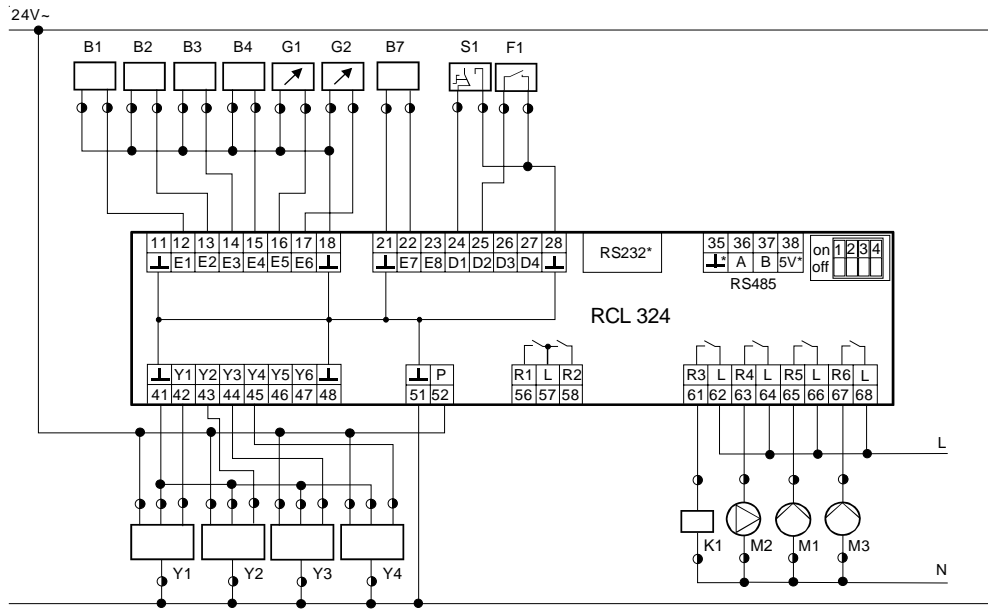 24V~
B1 B2 B3 B4 G1 G2 B7 S1 F1
11 12 13 14 15 16 17 18 21 22 23 24 25 26 27 28 RS232* 35 36 37 38 on 1 2 3 4
⊥ E1 E2 E3 E4 E5 E6 ⊥ ⊥ E7 E8 D1 D2 D3 D4 ⊥ ⊥* A B 5V* off
RS485
RCL 324
⊥ Y1 Y2 Y3 Y4 Y5 Y6 ⊥ ⊥ P R1 L R2 R3 L R4 L R5 L R6 L
41 42 43 44 45 46 47 48 51 52 56 57 58 61 62 63 64 65 66 67 68
L
K1 M2 M1 M3
Y1 Y2 Y3 Y4 N